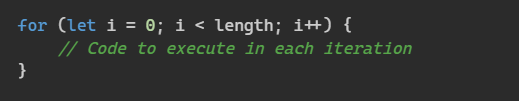 for (let i = 0; i < length; i++) {
    // Code to execute in each iteration
}